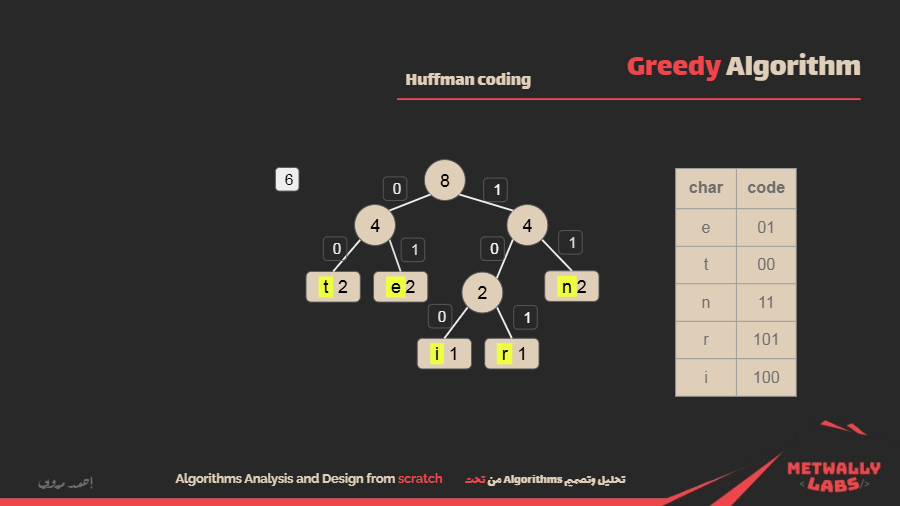 Greedy Algorithm
Huffman coding
6
8
0
1
4
4
0
1
0
1
t 2
e 2
2
n 2
0
1
i 1
r 1
char code
e 01
t 00
n 11
r 101
i 100
Algorithms Analysis and Design from scratch
تحليل وتصميم Algorithms من تحت
METWALLY
<LABS/>